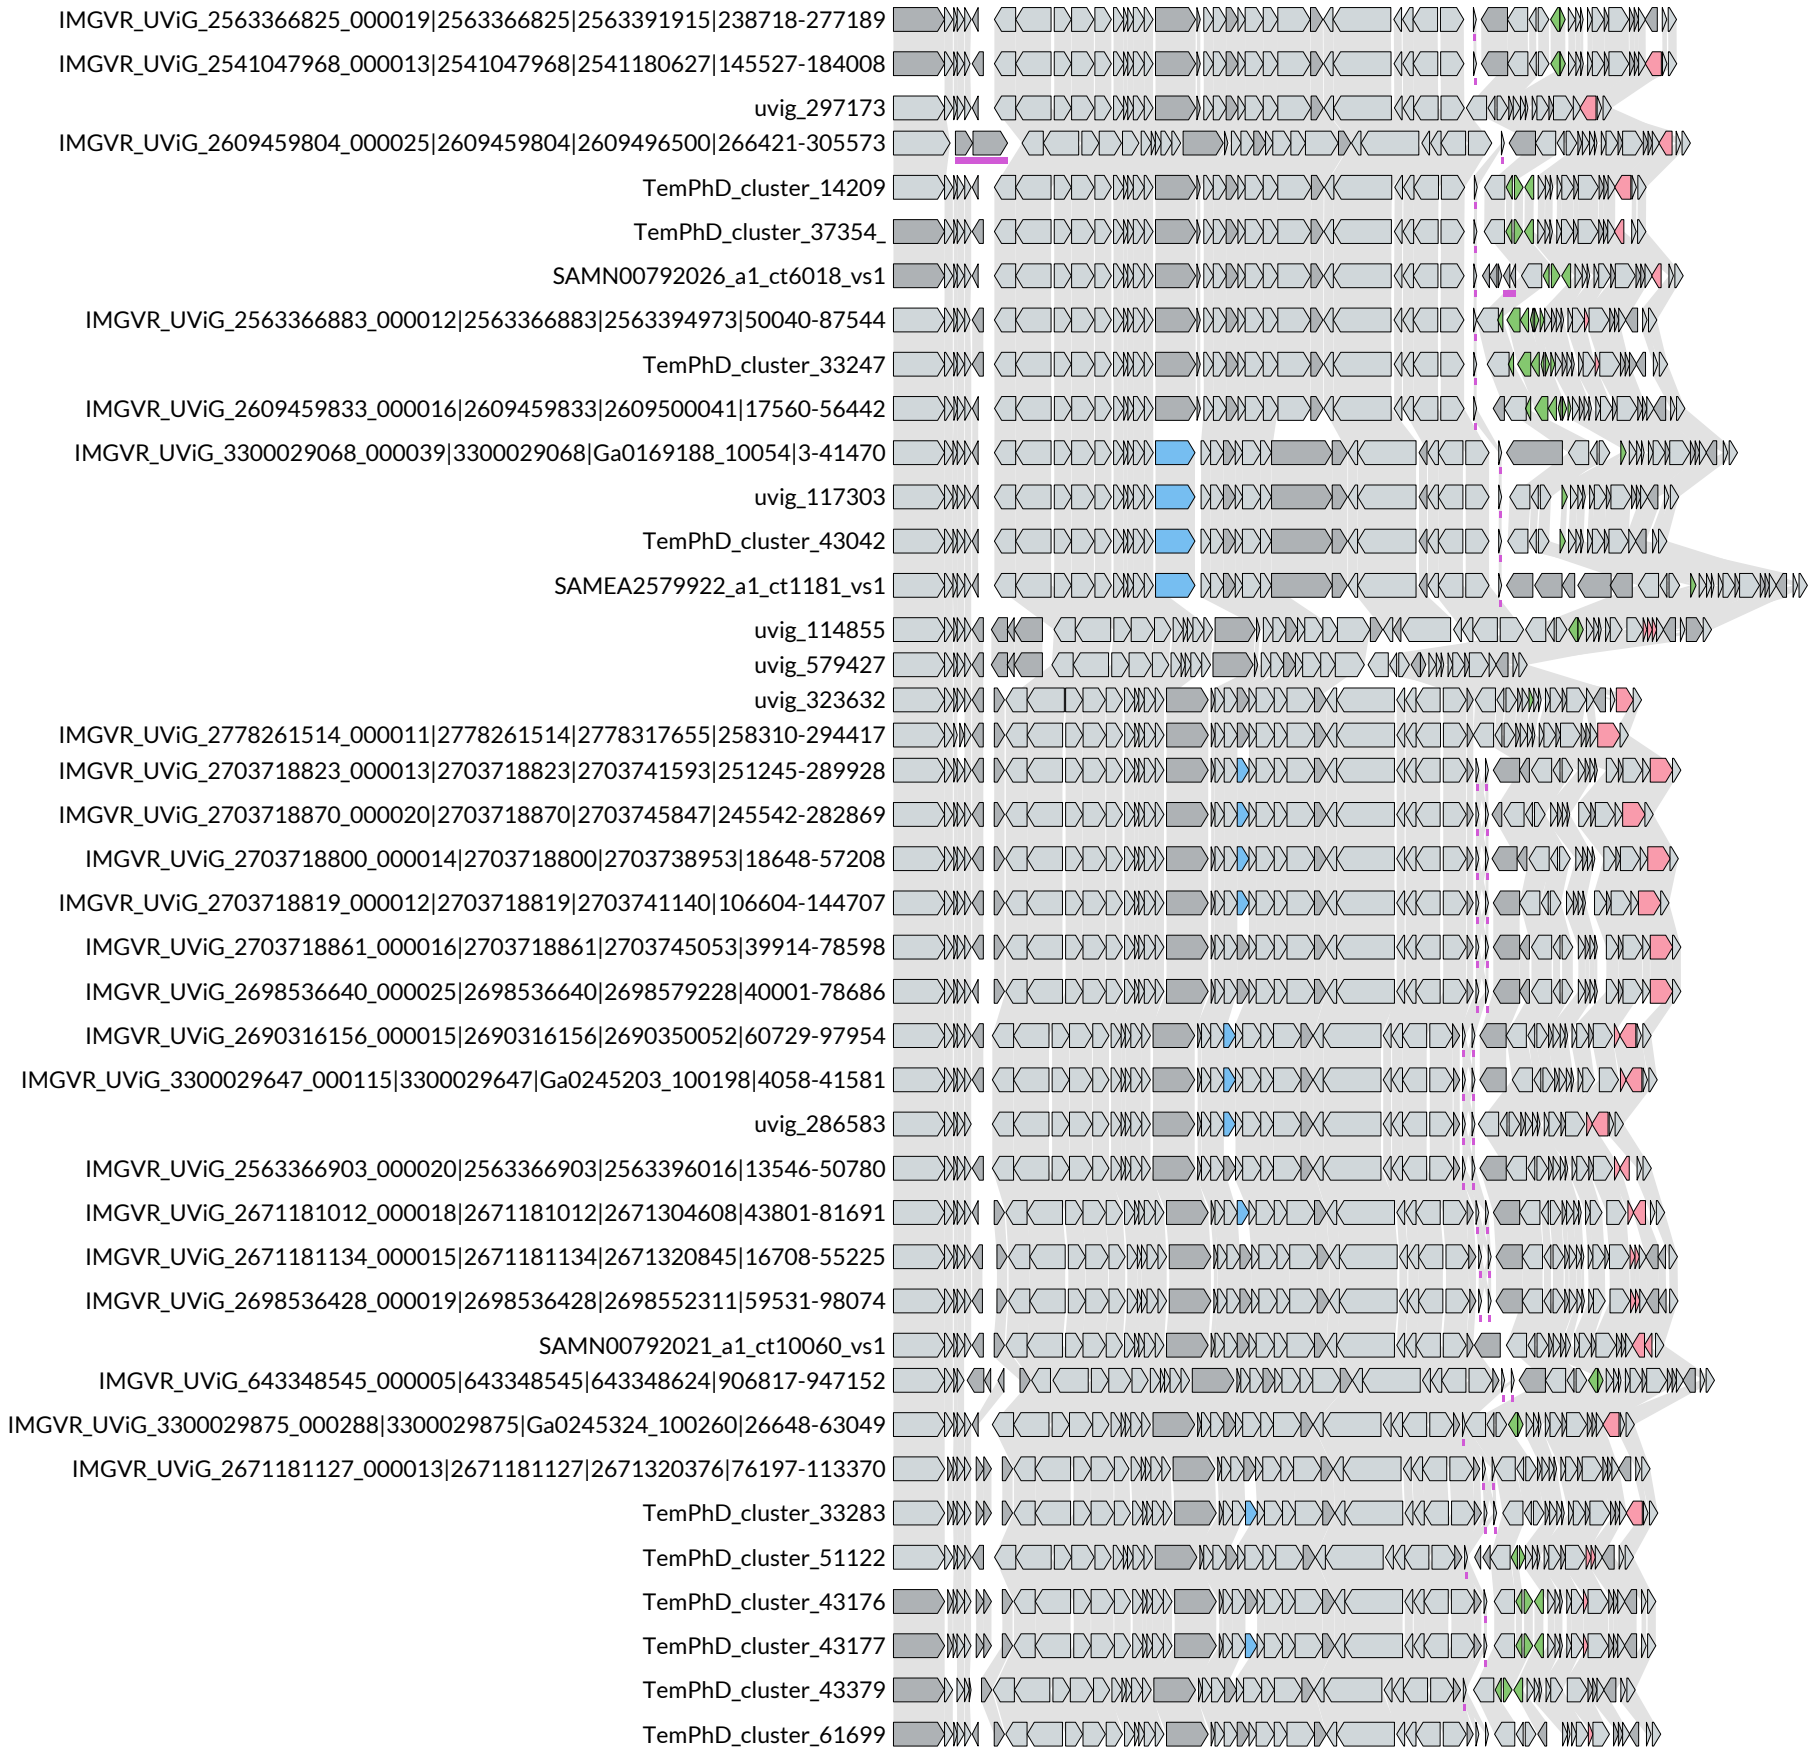 IMGVR_UViG_2563366825_000019|2563366825|2563391915|238718-277189
IMGVR_UViG_2541047968_000013|2541047968|2541180627|145527-184008
uvig_297173
IMGVR_UViG_2609459804_000025|2609459804|2609496500|266421-305573
TemPhD_cluster_14209
TemPhD_cluster_37354_
SAMN00792026_a1_ct6018_vs1
IMGVR_UViG_2563366883_000012|2563366883|2563394973|50040-87544
TemPhD_cluster_33247
IMGVR_UViG_2609459833_000016|2609459833|2609500041|17560-56442
IMGVR_UViG_3300029068_000039|3300029068|Ga0169188_10054|3-41470
uvig_117303
TemPhD_cluster_43042
SAMEA2579922_a1_ct1181_vs1
uvig_114855
uvig_579427
uvig_323632
IMGVR_UViG_2778261514_000011|2778261514|2778317655|258310-294417
IMGVR_UViG_2703718823_000013|2703718823|2703741593|251245-289928
IMGVR_UViG_2703718870_000020|2703718870|2703745847|245542-282869
IMGVR_UViG_2703718800_000014|2703718800|2703738953|18648-57208
IMGVR_UViG_2703718819_000012|2703718819|2703741140|106604-144707
IMGVR_UViG_2703718861_000016|2703718861|2703745053|39914-78598
IMGVR_UViG_2698536640_000025|2698536640|2698579228|40001-78686
IMGVR_UViG_2690316156_000015|2690316156|2690350052|60729-97954
IMGVR_UViG_3300029647_000115|3300029647|Ga0245203_100198|4058-41581
uvig_286583
IMGVR_UViG_2563366903_000020|2563366903|2563396016|13546-50780
IMGVR_UViG_2671181012_000018|2671181012|2671304608|43801-81691
IMGVR_UViG_2671181134_000015|2671181134|2671320845|16708-55225
IMGVR_UViG_2698536428_000019|2698536428|2698552311|59531-98074
SAMN00792021_a1_ct10060_vs1
IMGVR_UViG_643348545_000005|643348545|643348624|906817-947152
IMGVR_UViG_3300029875_000288|3300029875|Ga0245324_100260|26648-63049
IMGVR_UViG_2671181127_000013|2671181127|2671320376|76197-113370
TemPhD_cluster_33283
TemPhD_cluster_51122
TemPhD_cluster_43176
TemPhD_cluster_43177
TemPhD_cluster_43379
TemPhD_cluster_61699